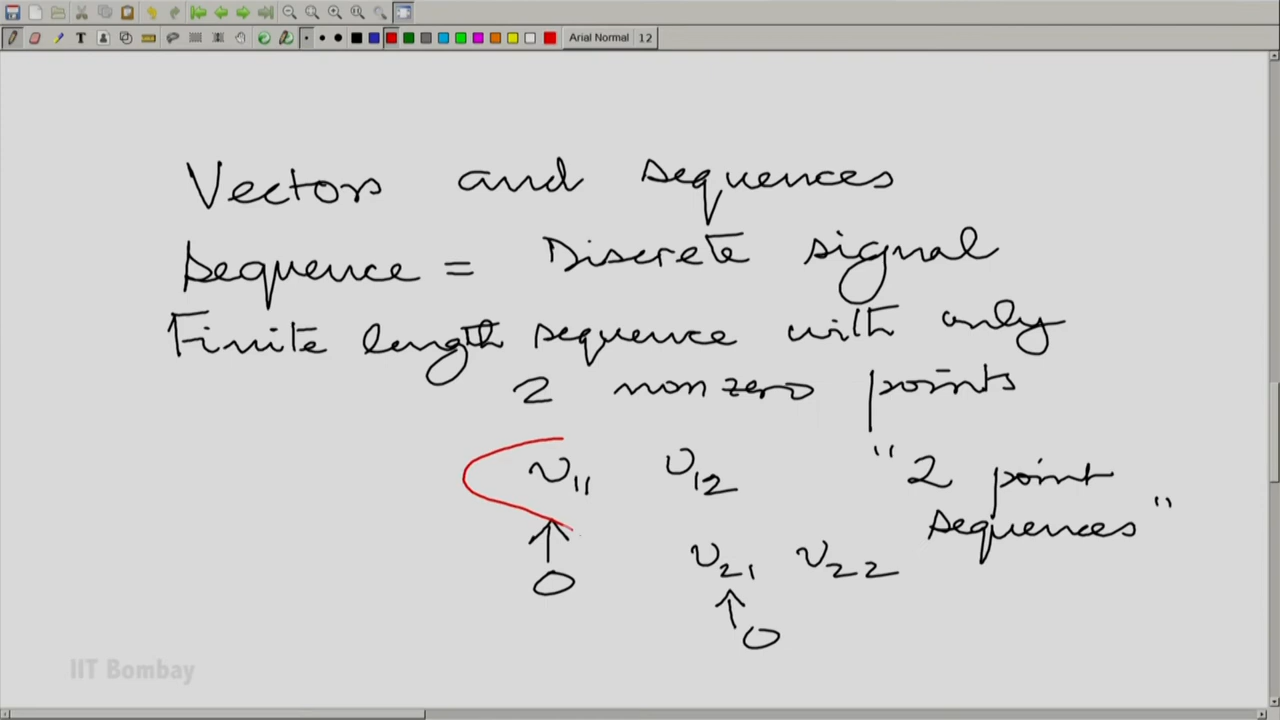 Arial Normal 12
Vectors and sequences
Sequence = Discrete signal
Finite length sequence with only
2 nonzero points
v₁₁ v₁₂ "2 point
sequences"
↑
0
v₂₁ v₂₂
↑
0
IIT Bombay